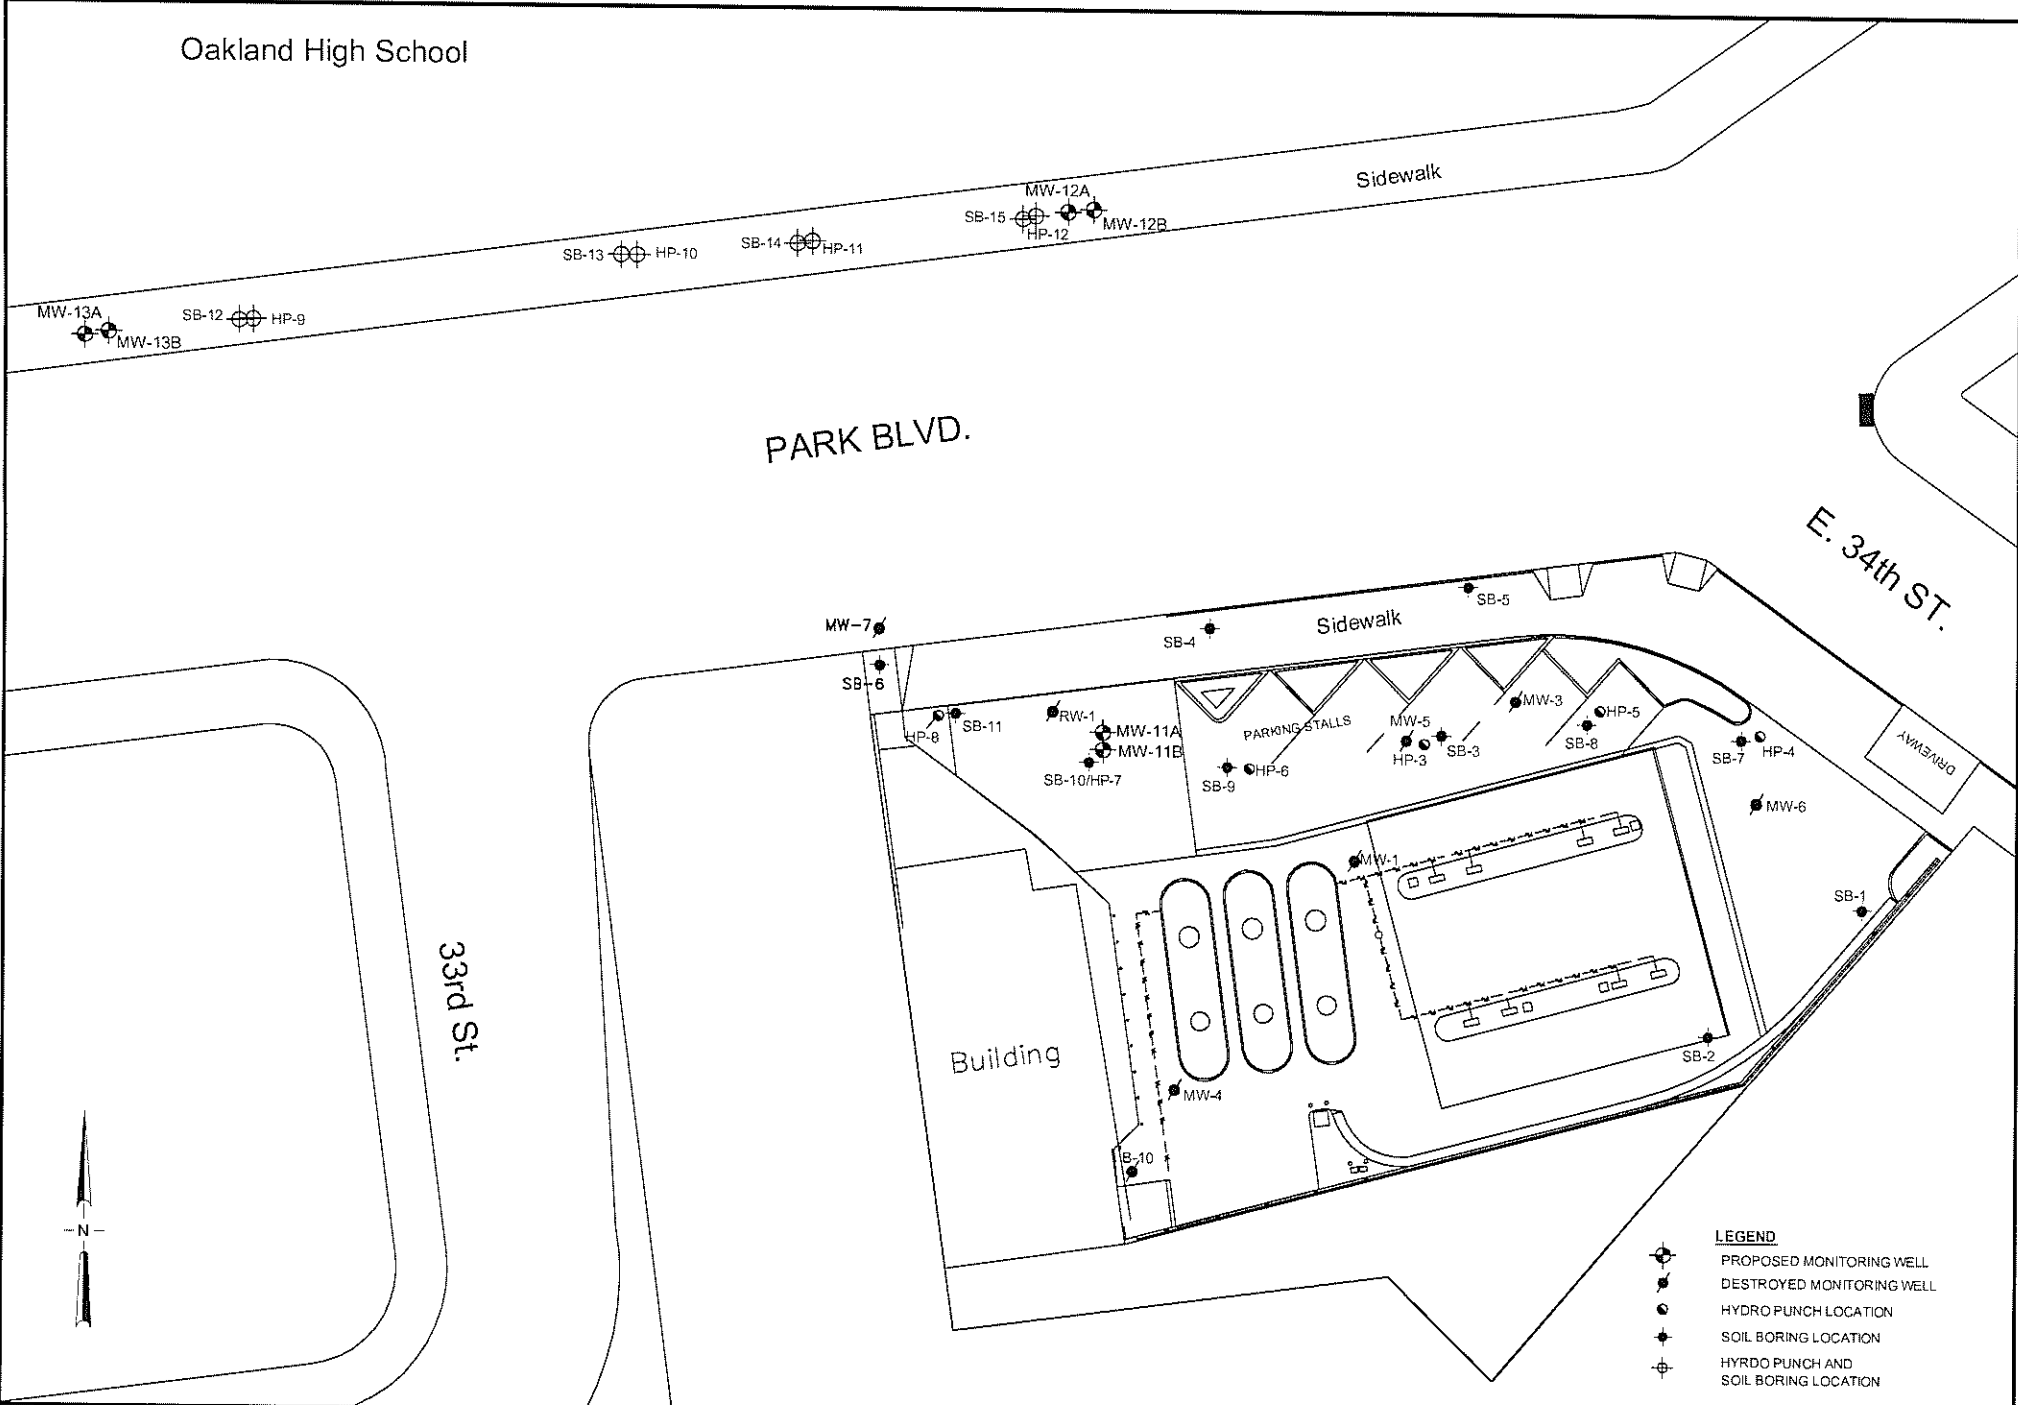 Oakland High School
Sidewalk
MW-12A
SB-15
HP-12
MW-12B
SB-14
HP-11
SB-13
HP-10
MW-13A
MW-13B
SB-12
HP-9
PARK BLVD.
E. 34th ST.
SB-5
Sidewalk
SB-4
MW-7
SB-6
HP-8
SB-11
RW-1
MW-11A
MW-11B
SB-10/HP-7
PARKING STALLS
SB-9
HP-6
MW-5
HP-3
SB-3
MW-3
HP-5
SB-8
SB-7
HP-4
DRIVEWAY
MW-6
MW-1
SB-1
33rd St.
Building
MW-4
SB-2
B-10
-N-
LEGEND
PROPOSED MONITORING WELL
DESTROYED MONITORING WELL
HYDRO PUNCH LOCATION
SOIL BORING LOCATION
HYRDO PUNCH AND
SOIL BORING LOCATION